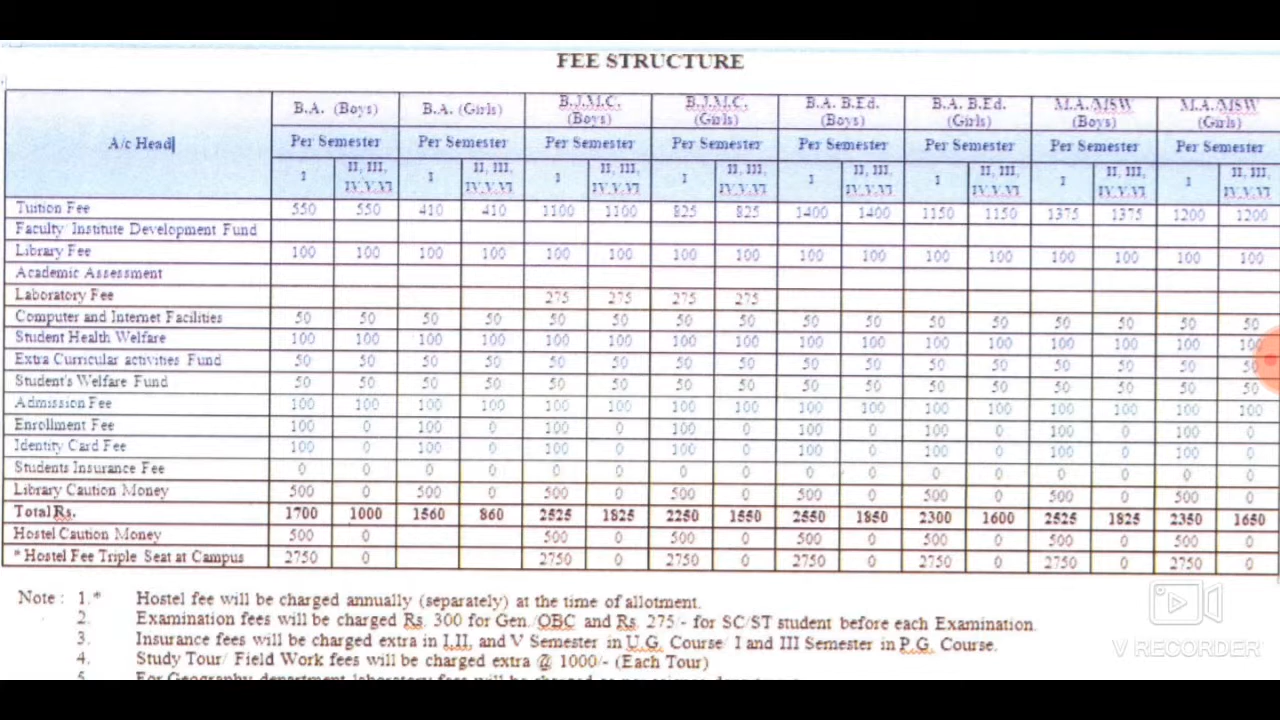 FEE STRUCTURE
A/c Head B.A. (Boys) B.A. (Girls) B.J.M.C. (Boys) B.J.M.C. (Girls) B.A. B.Ed. (Boys) B.A. B.Ed. (Girls) M.A./MSW (Boys) M.A./MSW (Girls)
Per Semester Per Semester Per Semester Per Semester Per Semester Per Semester Per Semester Per Semester
I II, III, IV,V,VI I II, III, IV,V,VI I II, III, IV,V,VI I II, III, IV,V,VI I II, III, IV,V,VI I II, III, IV,V,VI I II, III, IV,V,VI I II, III, IV,V,VI
Tuition Fee 550 550 410 410 1100 1100 825 825 1400 1400 1150 1150 1375 1375 1200 1200
Faculty/ Institute Development Fund
Library Fee 100 100 100 100 100 100 100 100 100 100 100 100 100 100 100 100
Academic Assessment
Laboratory Fee 275 275 275 275
Computer and Internet Facilities 50 50 50 50 50 50 50 50 50 50 50 50 50 50 50 50
Student Health Welfare 100 100 100 100 100 100 100 100 100 100 100 100 100 100 100 100
Extra Curricular activities Fund 50 50 50 50 50 50 50 50 50 50 50 50 50 50 50 50
Student's Welfare Fund 50 50 50 50 50 50 50 50 50 50 50 50 50 50 50 50
Admission Fee 100 100 100 100 100 100 100 100 100 100 100 100 100 100 100 100
Enrollment Fee 100 0 100 0 100 0 100 0 100 0 100 0 100 0 100 0
Identity Card Fee 100 0 100 0 100 0 100 0 100 0 100 0 100 0 100 0
Students Insurance Fee 0 0 0 0 0 0 0 0 0 0 0 0 0 0 0 0
Library Caution Money 500 0 500 0 500 0 500 0 500 0 500 0 500 0 500 0
Total Rs. 1700 1000 1560 860 2525 1825 2250 1550 2550 1850 2300 1600 2525 1825 2350 1650
Hostel Caution Money 500 0 500 0 500 0 500 0 500 0 500 0 500 0
* Hostel Fee Triple Seat at Campus 2750 0 2750 0 2750 0 2750 0 2750 0 2750 0 2750 0
Note : 1.* Hostel fee will be charged annually (separately) at the time of allotment.
2. Examination fees will be charged Rs. 300 for Gen./OBC and Rs. 275/- for SC/ST student before each Examination.
3. Insurance fees will be charged extra in I,II, and V Semester in U.G. Course/ I and III Semester in P.G. Course.
4. Study Tour/ Field Work fees will be charged extra @ 1000/- (Each Tour)
5. For Geography department laboratory fees will be charged as per
V RECORDER